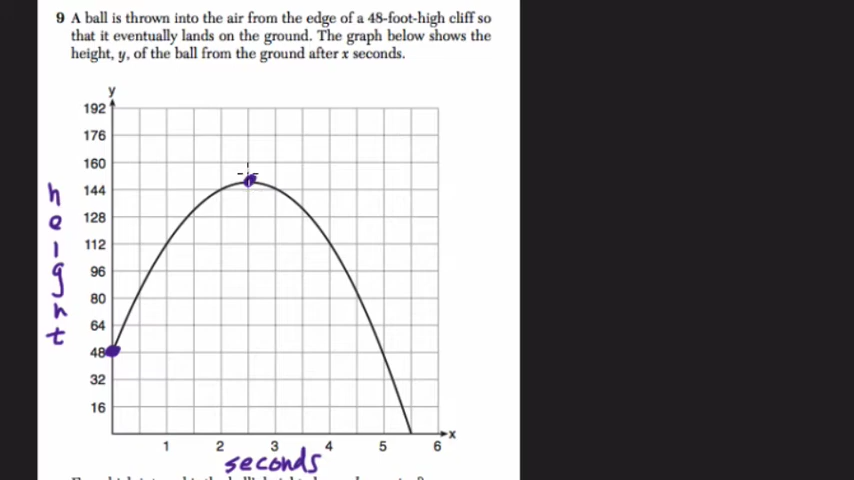 9 A ball is thrown into the air from the edge of a 48-foot-high cliff so
that it eventually lands on the ground. The graph below shows the
height, y, of the ball from the ground after x seconds.
y
192
176
160
144
128
112
96
80
64
48
32
16
height
1 2 3 4 5 6 x
seconds